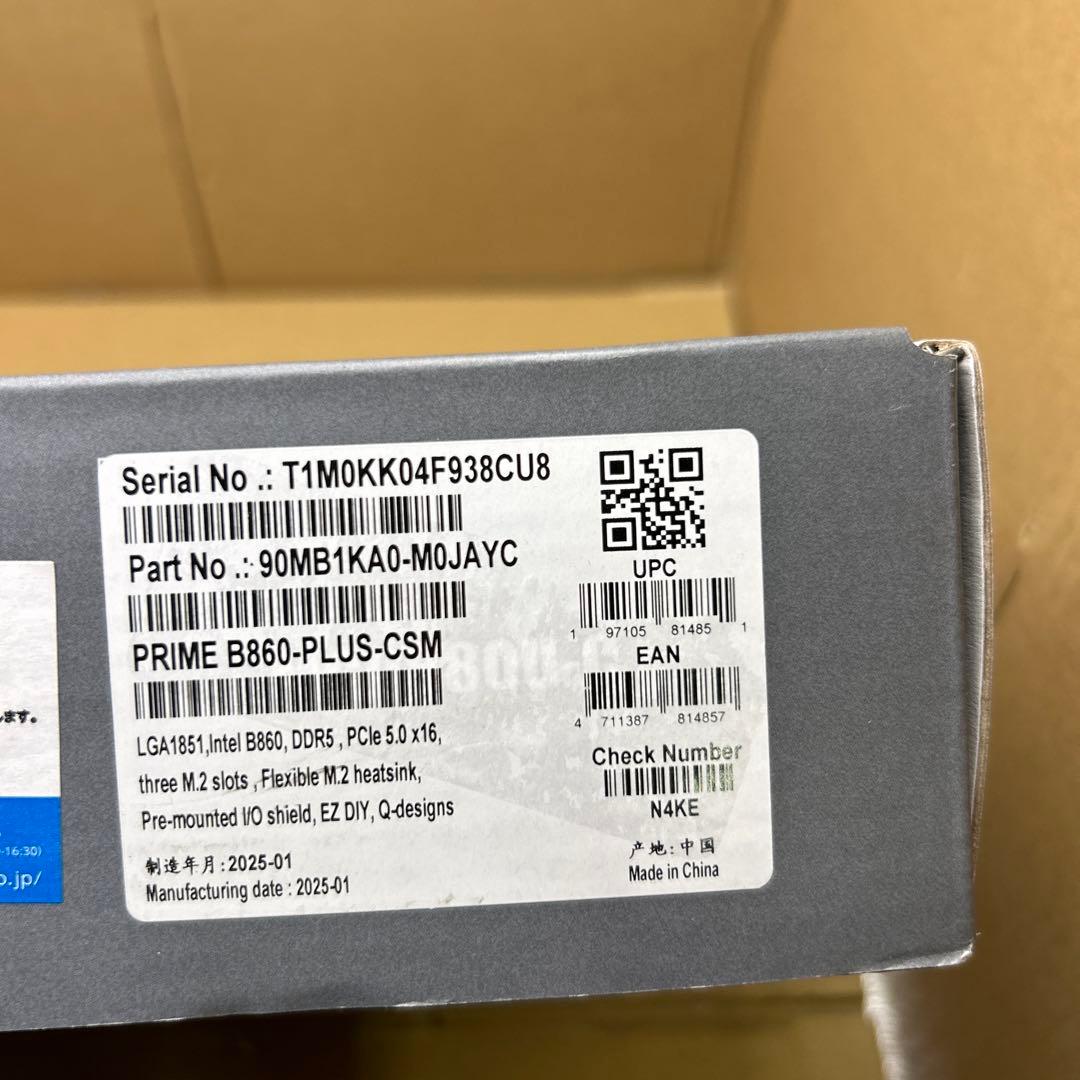 Serial No .: T1M0KK04F938CU8
Part No .: 90MB1KA0-M0JAYC
PRIME B860-PLUS-CSM
LGA1851,Intel B860, DDR5 , PCIe 5.0 x16,
three M.2 slots , Flexible M.2 heatsink,
Pre-mounted I/O shield, EZ DIY, Q-designs
制造年月:2025-01
Manufacturing date : 2025-01
UPC
1 97105 81485 1
EAN
4 711387 814857
Check Number
N4KE
产地:中国
Made in China
ます。
-16:30)
o.jp/